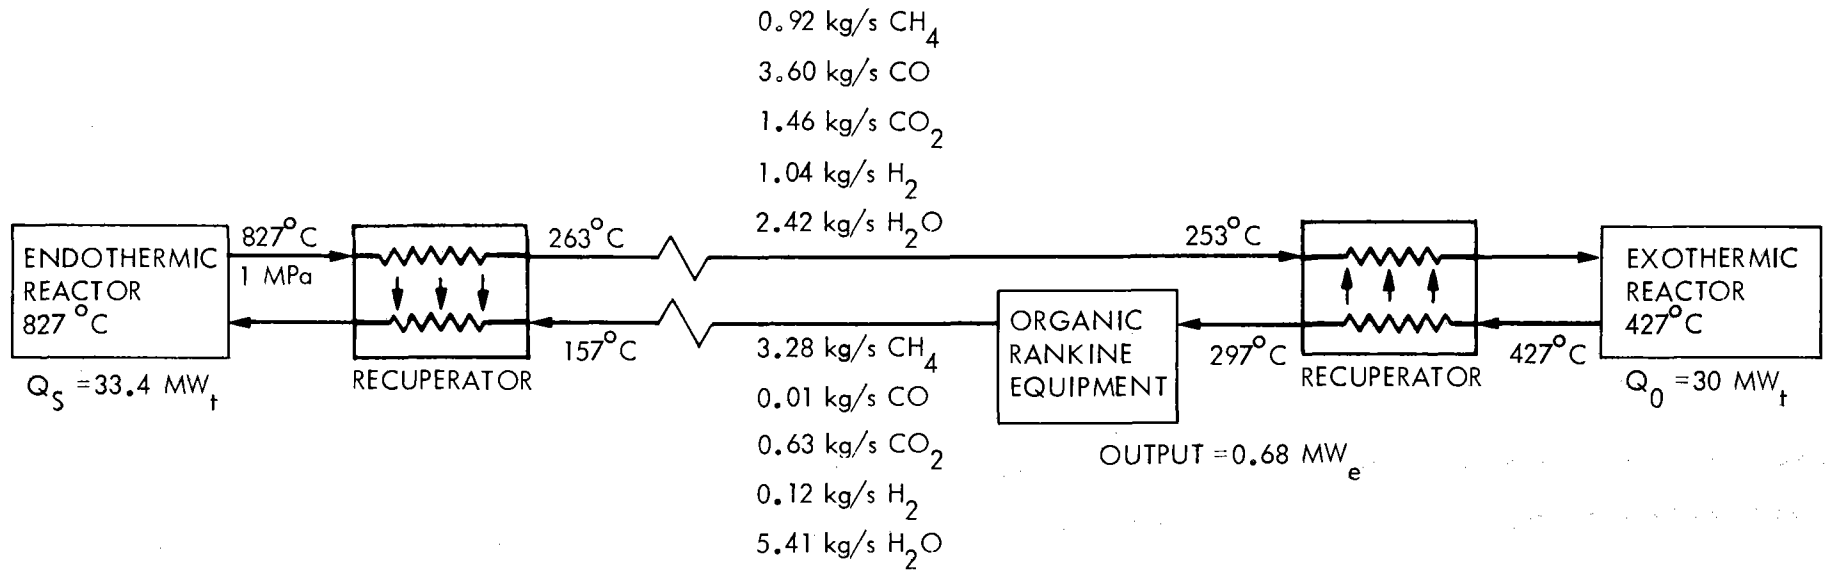 0.92 kg/s CH4
3.60 kg/s CO
1.46 kg/s CO2
1.04 kg/s H2
2.42 kg/s H2O
ENDOTHERMIC
REACTOR
827 °C
827°C
1 MPa
263°C
157°C
RECUPERATOR
QS =33.4 MWt
253°C
297°C
427°C
RECUPERATOR
EXOTHERMIC
REACTOR
427°C
Q0 =30 MWt
ORGANIC
RANKINE
EQUIPMENT
OUTPUT =0.68 MWe
3.28 kg/s CH4
0.01 kg/s CO
0.63 kg/s CO2
0.12 kg/s H2
5.41 kg/s H2O